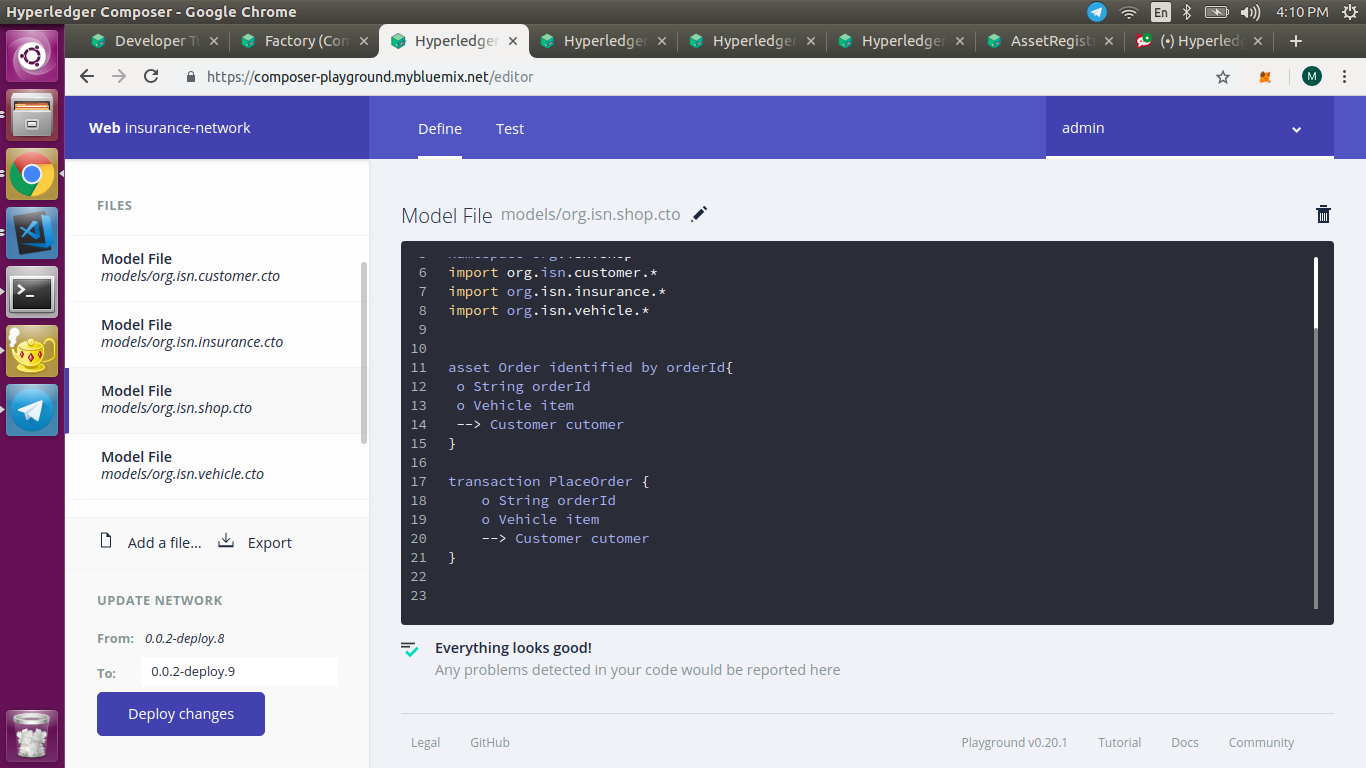 Hyperledger Composer - Google Chrome
En
4:10 PM
Developer
Factory (Com
Hyperledger
Hyperledger
Hyperledger
Hyperledger
AssetRegist
(•) Hyperled
https://composer-playground.mybluemix.net/editor
M
Web insurance-network
Define
Test
admin
FILES
Model File
models/org.isn.customer.cto
Model File
models/org.isn.insurance.cto
Model File
models/org.isn.shop.cto
Model File
models/org.isn.vehicle.cto
Add a file...
Export
UPDATE NETWORK
From: 0.0.2-deploy.8
To: 0.0.2-deploy.9
Deploy changes
Model File models/org.isn.shop.cto
5 namespace org.isn.shop
6 import org.isn.customer.*
7 import org.isn.insurance.*
8 import org.isn.vehicle.*
9
10
11 asset Order identified by orderId{
12 o String orderId
13 o Vehicle item
14 --> Customer cutomer
15 }
16
17 transaction PlaceOrder {
18 o String orderId
19 o Vehicle item
20 --> Customer cutomer
21 }
22
23
Everything looks good!
Any problems detected in your code would be reported here
Legal
GitHub
Playground v0.20.1
Tutorial
Docs
Community